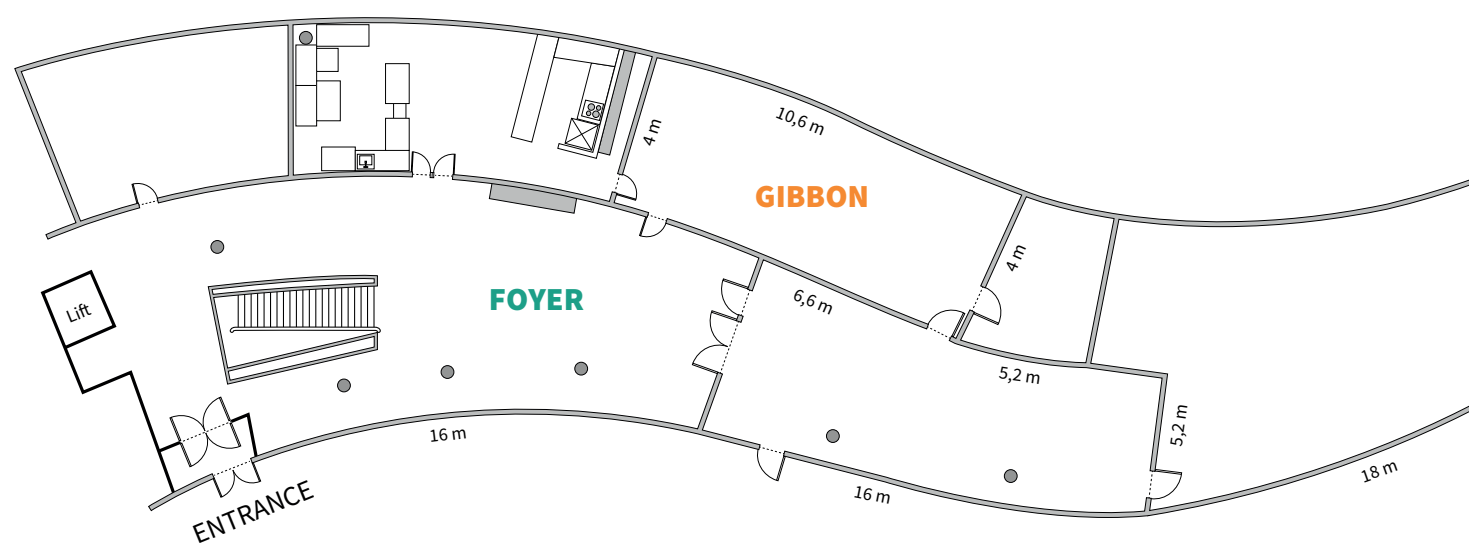 10,6 m
4 m
GIBBON
4 m
FOYER
6,6 m
Lift
5,2 m
5,2 m
16 m
18 m
16 m
ENTRANCE